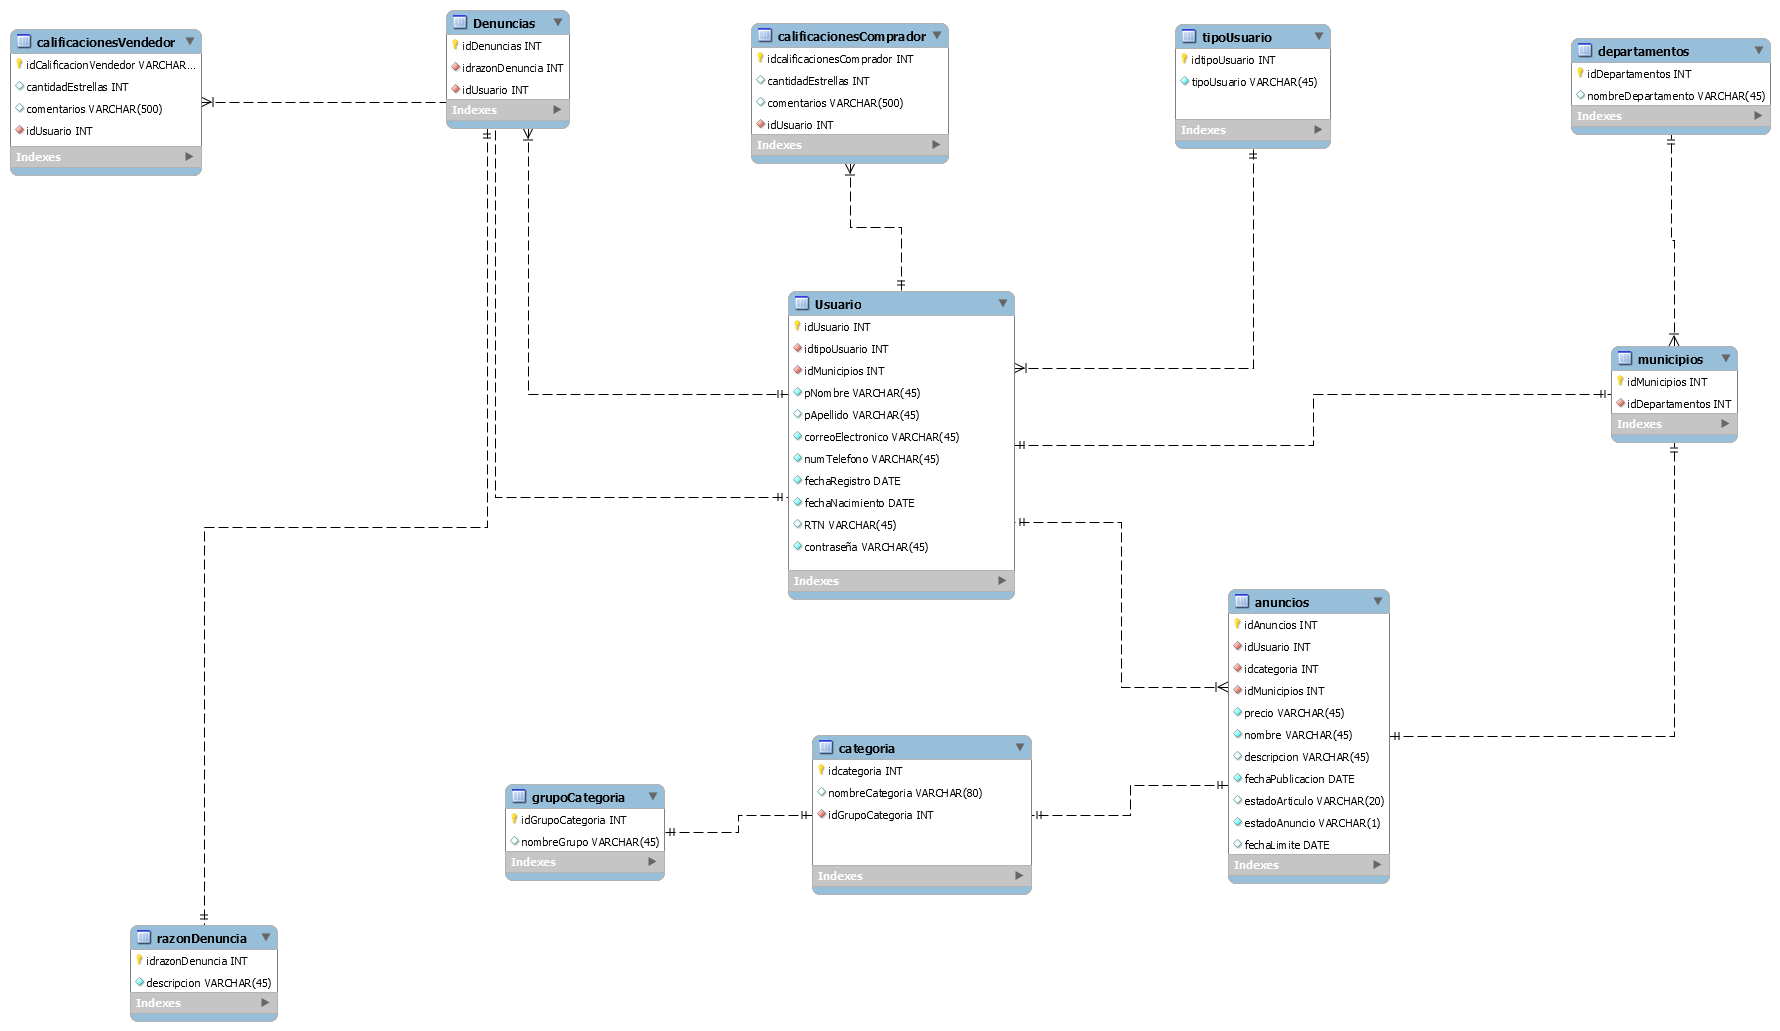 calificacionesVendedor
idCalificacionVendedor VARCHAR...
cantidadEstrellas INT
comentarios VARCHAR(500)
idUsuario INT
Indexes
Denuncias
idDenuncias INT
idrazonDenuncia INT
idUsuario INT
Indexes
calificacionesComprador
idcalificacionesComprador INT
cantidadEstrellas INT
comentarios VARCHAR(500)
idUsuario INT
Indexes
tipoUsuario
idtipoUsuario INT
tipoUsuario VARCHAR(45)
Indexes
departamentos
idDepartamentos INT
nombreDepartamento VARCHAR(45)
Indexes
Usuario
idUsuario INT
idtipoUsuario INT
idMunicipios INT
pNombre VARCHAR(45)
pApellido VARCHAR(45)
correoElectronico VARCHAR(45)
numTelefono VARCHAR(45)
fechaRegistro DATE
fechaNacimiento DATE
RTN VARCHAR(45)
contraseña VARCHAR(45)
Indexes
municipios
idMunicipios INT
idDepartamentos INT
Indexes
anuncios
idAnuncios INT
idUsuario INT
idcategoria INT
idMunicipios INT
precio VARCHAR(45)
nombre VARCHAR(45)
descripcion VARCHAR(45)
fechaPublicacion DATE
estadoArticulo VARCHAR(20)
estadoAnuncio VARCHAR(1)
fechaLimite DATE
Indexes
categoria
idcategoria INT
nombreCategoria VARCHAR(80)
idGrupoCategoria INT
Indexes
grupoCategoria
idGrupoCategoria INT
nombreGrupo VARCHAR(45)
Indexes
razonDenuncia
idrazonDenuncia INT
descripcion VARCHAR(45)
Indexes